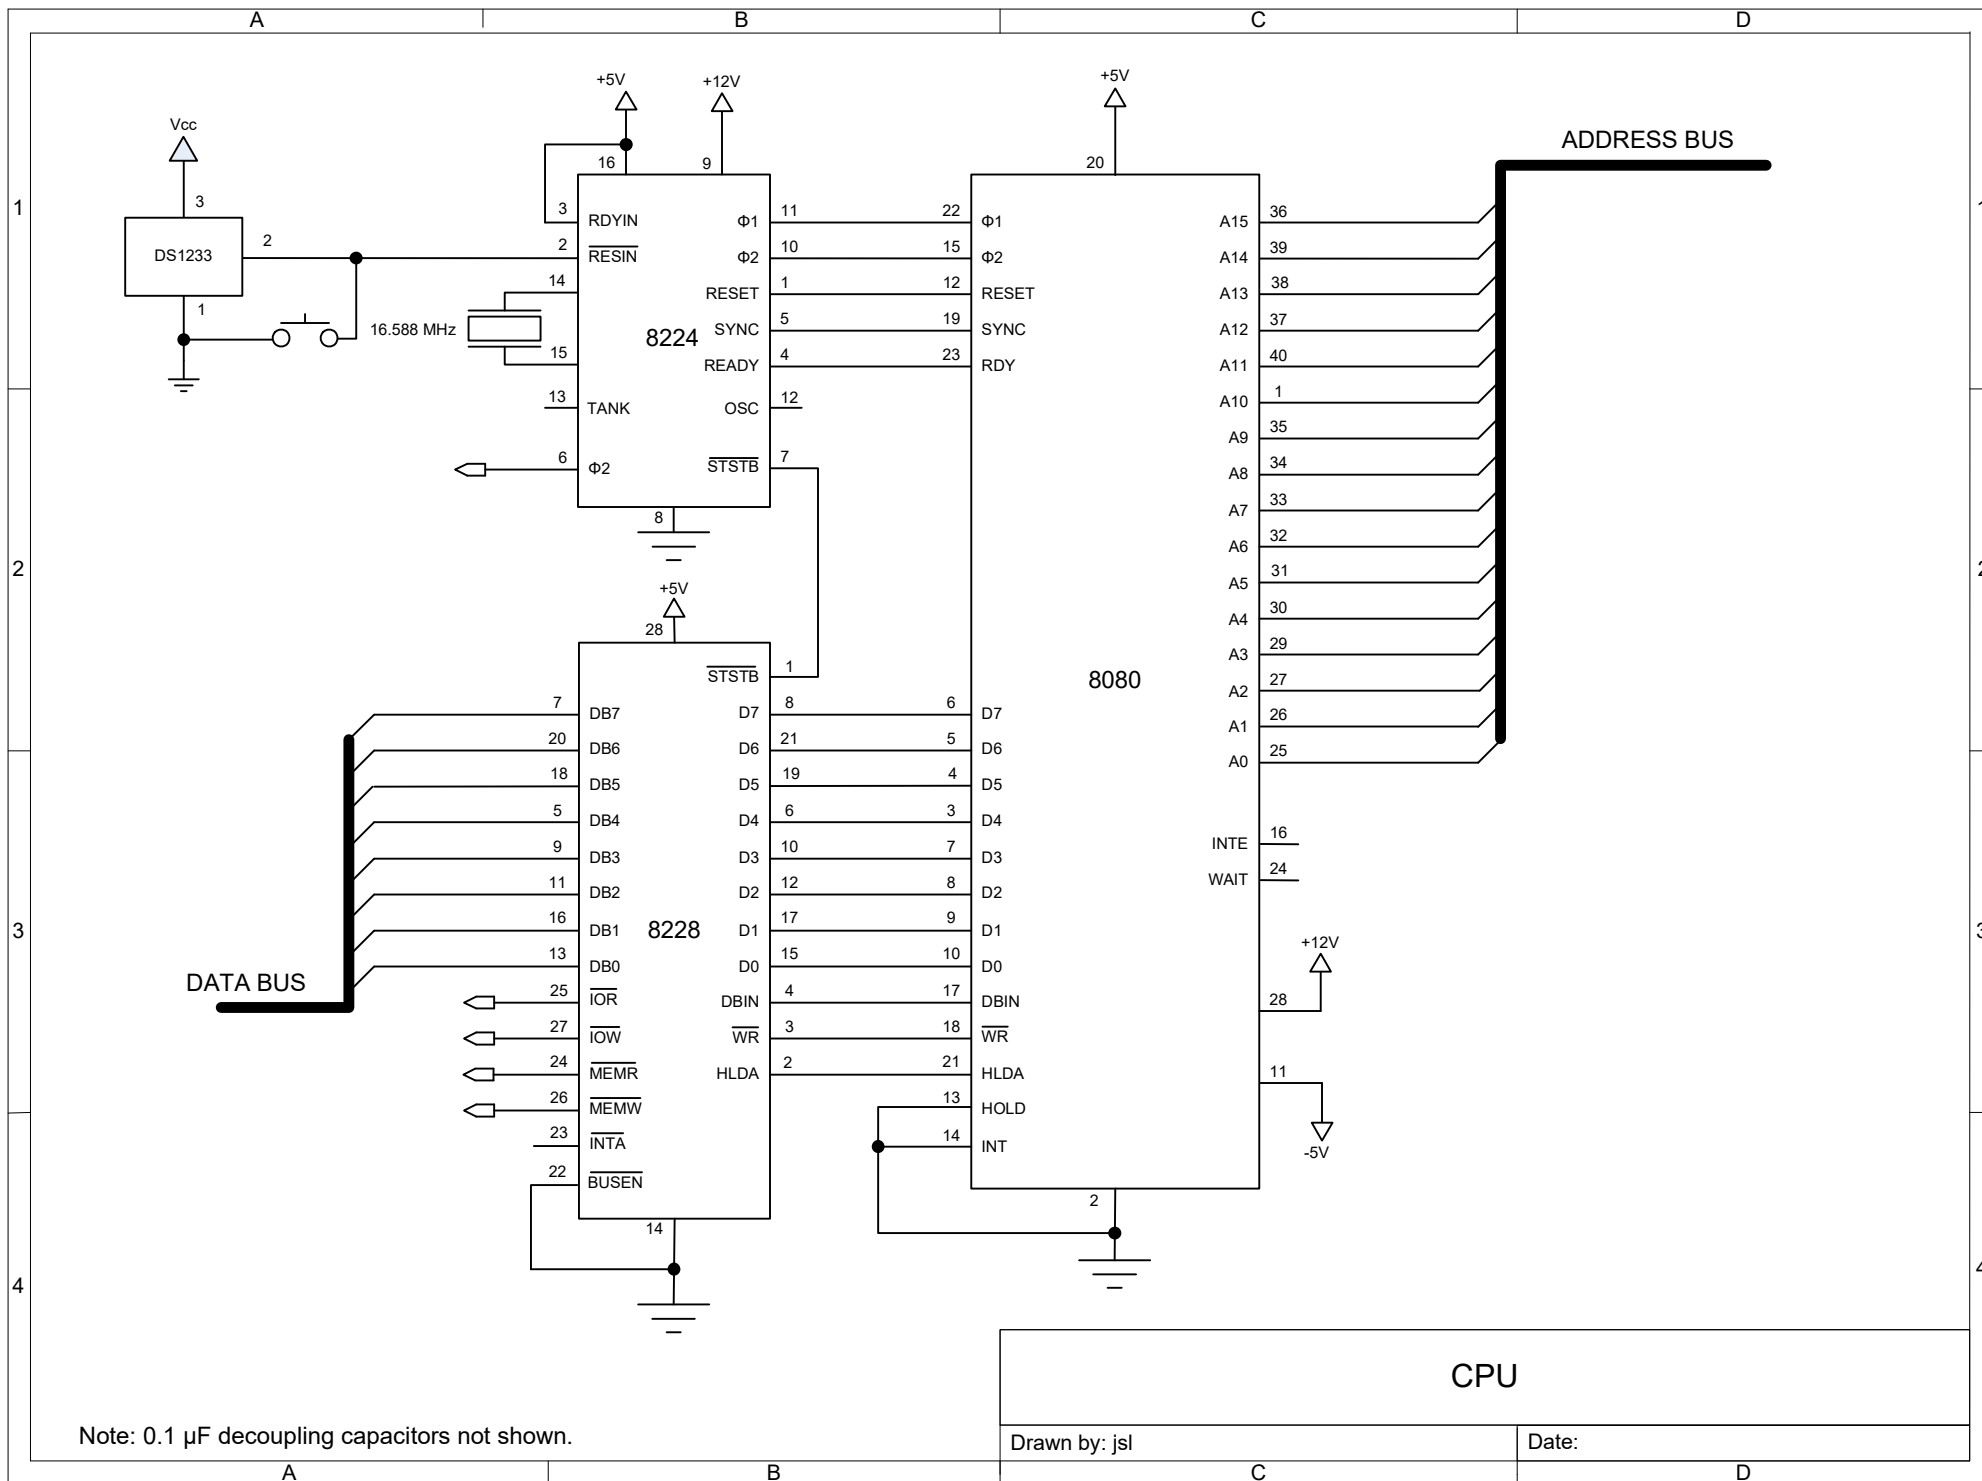 A B C D
+5V +12V +5V
Vcc
ADDRESS BUS
16 9 20
3
1 1
3 RDYIN Φ1 11 22 Φ1 A15 36
2 2 RESIN Φ2 10 15 Φ2 A14 39
DS1233
14 RESET 1 12 RESET A13 38
1
16.588 MHz 8224 SYNC 5 19 SYNC A12 37
15 READY 4 23 RDY A11 40
13 TANK OSC 12 A10 1
A9 35
6 Φ2 STSTB 7 A8 34
A7 33
8
A6 32
2 2
A5 31
+5V
A4 30
28
A3 29
STSTB 1
8080
A2 27
7 DB7 D7 8 6 D7 A1 26
20 DB6 D6 21 5 D6 A0 25
18 DB5 D5 19 4 D5
5 DB4 D4 6 3 D4
9 DB3 D3 10 7 D3 INTE 16
11 DB2 D2 12 8 D2 WAIT 24
3 16 DB1 8228 D1 17 9 D1 3
+12V
13 DB0 D0 15 10 D0
DATA BUS
25 IOR DBIN 4 17 DBIN 28
27 IOW WR 3 18 WR
24 MEMR HLDA 2 21 HLDA 11
26 MEMW 13 HOLD
23 INTA 14 INT
-5V
22 BUSEN
14 2
4 4
CPU
Note: 0.1 µF decoupling capacitors not shown.
Drawn by: jsl Date:
A B C D